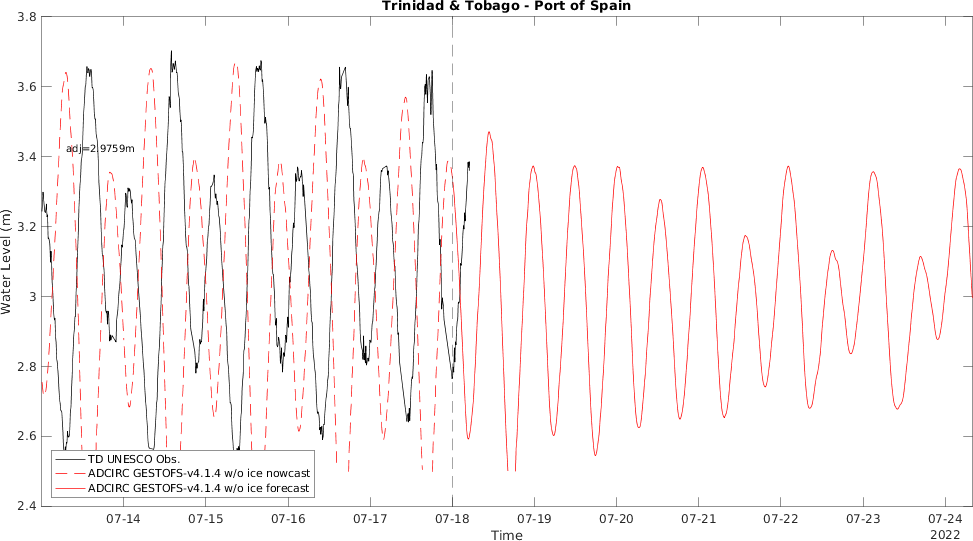 Trinidad & Tobago - Port of Spain
3.8
3.6
3.4
3.2
3
2.8
2.6
2.4
Water Level (m)
adj=2.9759m
TD UNESCO Obs.
ADCIRC GESTOFS-v4.1.4 w/o ice nowcast
ADCIRC GESTOFS-v4.1.4 w/o ice forecast
07-14 07-15 07-16 07-17 07-18 07-19 07-20 07-21 07-22 07-23 07-24
2022
Time